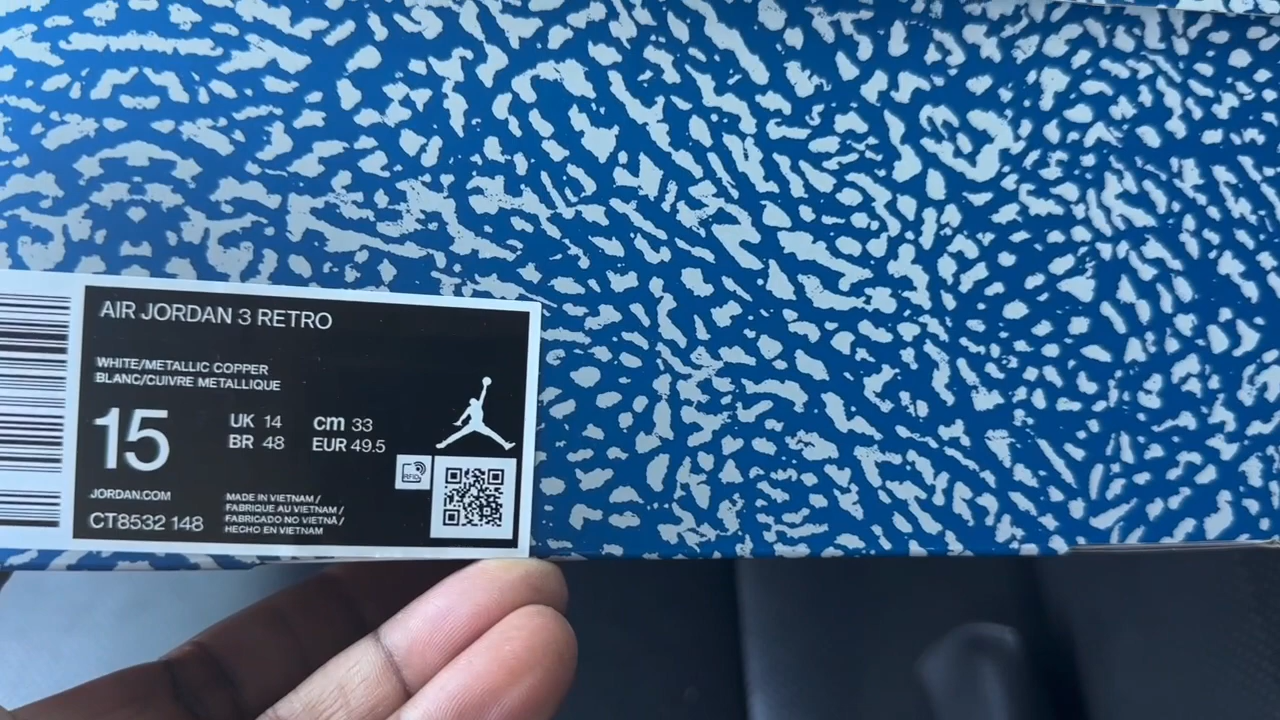 AIR JORDAN 3 RETRO
WHITE/METALLIC COPPER
BLANC/CUIVRE METALLIQUE
15
UK 14
cm 33
BR 48
EUR 49.5
RFID
JORDAN.COM
CT8532 148
MADE IN VIETNAM /
FABRIQUE AU VIETNAM /
FABRICADO NO VIETNÃ /
HECHO EN VIETNAM